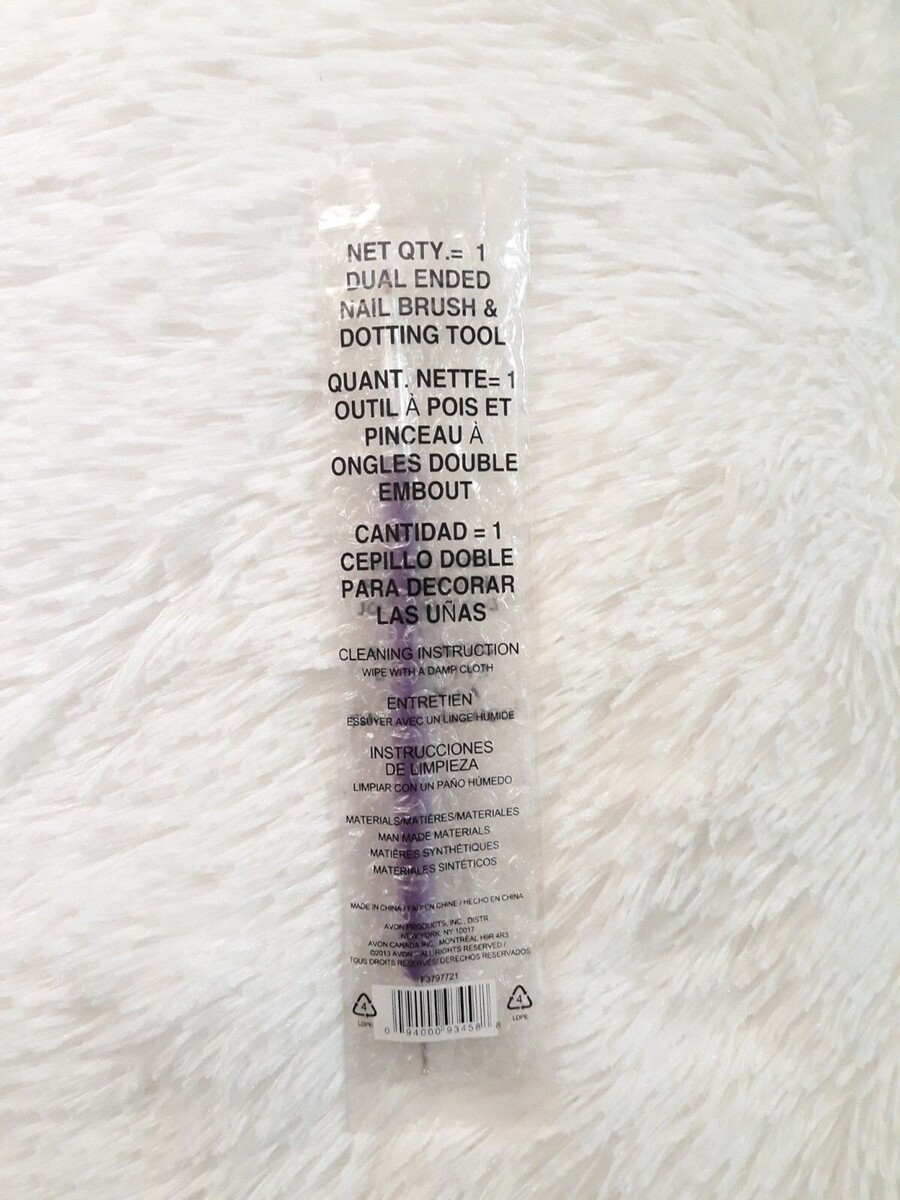 NET QTY.= 1
DUAL ENDED
NAIL BRUSH &
DOTTING TOOL
QUANT. NETTE= 1
OUTIL À POIS ET
PINCEAU À
ONGLES DOUBLE
EMBOUT
CANTIDAD = 1
CEPILLO DOBLE
PARA DECORAR
LAS UÑAS
CLEANING INSTRUCTION
WIPE WITH A DAMP CLOTH
ENTRETIEN
ESSUYER AVEC UN LINGE HUMIDE
INSTRUCCIONES
DE LIMPIEZA
LIMPIAR CON UN PAÑO HÚMEDO
MATERIALS/MATIÈRES/MATERIALES
MAN MADE MATERIALS
MATIÈRES SYNTHÉTIQUES
MATERIALES SINTÉTICOS
MADE IN CHINA / FAIT EN CHINE / HECHO EN CHINA
AVON PRODUCTS, INC., DISTR.
NEW YORK, NY 10017
AVON CANADA INC. MONTRÉAL H9R 4R3
©2013 AVON - ALL RIGHTS RESERVED /
TOUS DROITS RESERVÉS/ DERECHOS RESERVADOS
F3797721
4 LDPE
0 94000 93458 8
4 LDPE